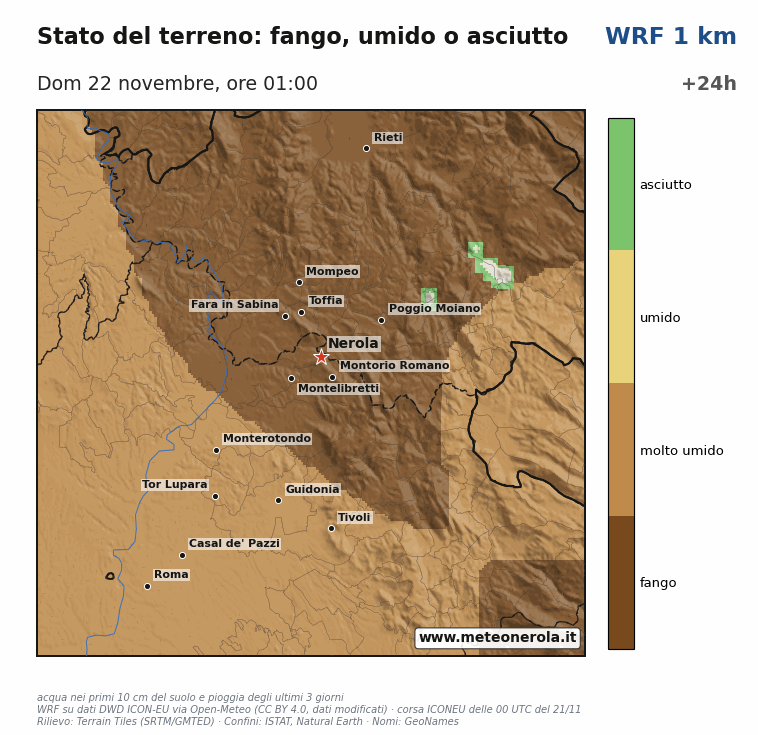 Stato del terreno: fango, umido o asciutto
WRF 1 km
Dom 22 novembre, ore 01:00
+24h
Rieti
asciutto
Mompeo
Fara in Sabina
Toffia
Poggio Moiano
umido
Nerola
Montorio Romano
Montelibretti
Monterotondo
molto umido
Tor Lupara
Guidonia
Tivoli
Casal de' Pazzi
Roma
fango
www.meteonerola.it
acqua nei primi 10 cm del suolo e pioggia degli ultimi 3 giorni
WRF su dati DWD ICON-EU via Open-Meteo (CC BY 4.0, dati modificati) · corsa ICONEU delle 00 UTC del 21/11
Rilievo: Terrain Tiles (SRTM/GMTED) · Confini: ISTAT, Natural Earth · Nomi: GeoNames